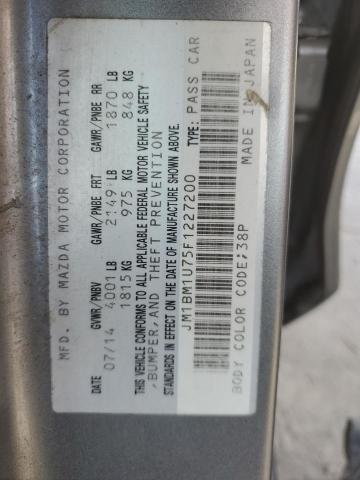 MFD. BY MAZDA MOTOR CORPORATION
GVWR/PNBV GAWR/PNBE FRT GAWR/PNBE RR
DATE 4001 LB 2149 LB 1870 LB
07/14 1815 KG 975 KG 848 KG
THIS VEHICLE CONFORMS TO ALL APPLICABLE FEDERAL MOTOR VEHICLE SAFETY
,BUMPER,AND THEFT PREVENTION
STANDARDS IN EFFECT ON THE DATE OF MANUFACTURE SHOWN ABOVE.
JM1BM1U75F1227200 TYPE: PASS CAR
BODY COLOR CODE;38P MADE IN JAPAN